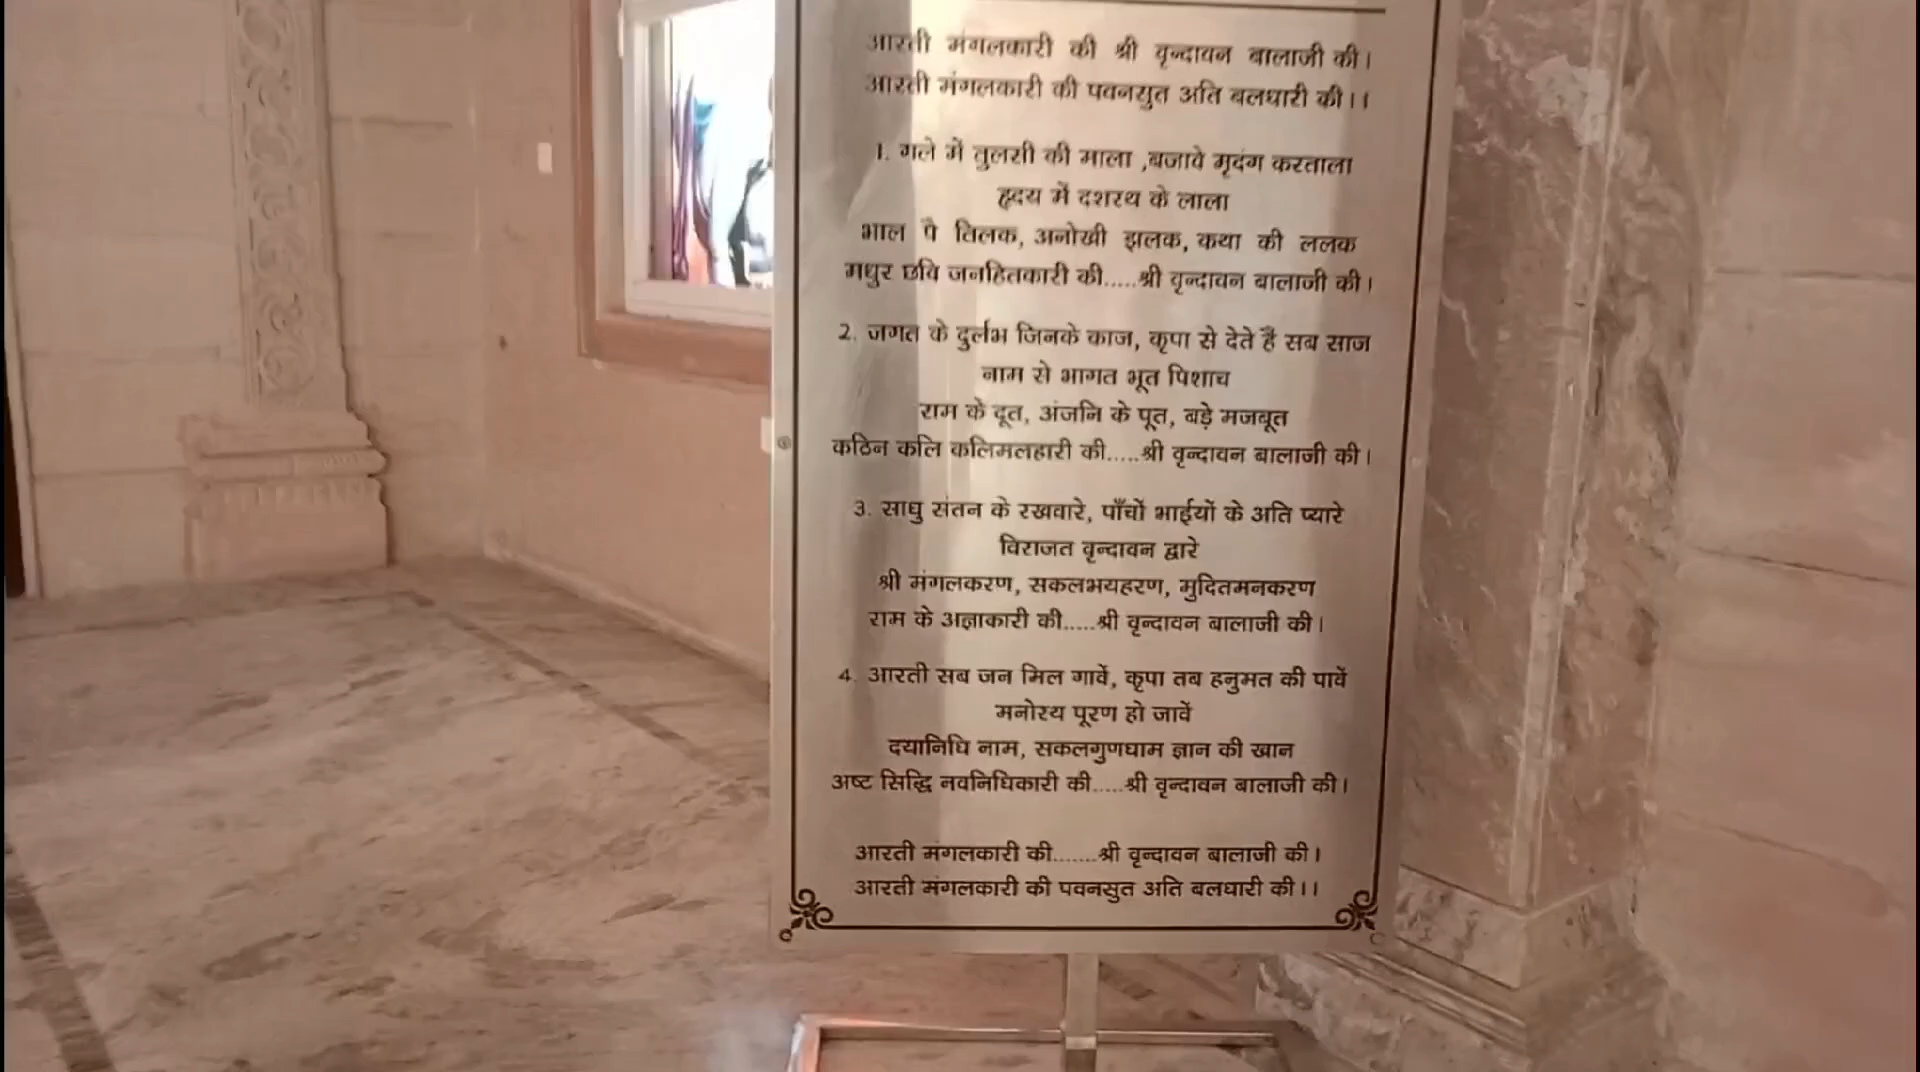 आरती मंगलकारी की श्री वृन्दावन बालाजी की।
आरती मंगलकारी की पवनसुत अति बलधारी की।।
1. गले में तुलसी की माला ,बजावे मृदंग करताला
हृदय में दशरथ के लाला
भाल पै तिलक, अनोखी झलक, कथा की ललक
मधुर छवि जनहितकारी की.....श्री वृन्दावन बालाजी की।
2. जगत के दुर्लभ जिनके काज, कृपा से देते हैं सब साज
नाम से भागत भूत पिशाच
राम के दूत, अंजनि के पूत, बड़े मजबूत
कठिन कलि कलिमलहारी की.....श्री वृन्दावन बालाजी की।
3. साधु संतन के रखवारे, पाँचों भाईयों के अति प्यारे
विराजत वृन्दावन द्वारे
श्री मंगलकरण, सकलभयहरण, मुदितमनकरण
राम के अज्ञाकारी की.....श्री वृन्दावन बालाजी की।
4. आरती सब जन मिल गावें, कृपा तब हनुमत की पावें
मनोरथ पूरण हो जावें
दयानिधि नाम, सकलगुणधाम ज्ञान की खान
अष्ट सिद्धि नवनिधिकारी की.....श्री वृन्दावन बालाजी की।
आरती मंगलकारी की.......श्री वृन्दावन बालाजी की।
आरती मंगलकारी की पवनसुत अति बलधारी की।।